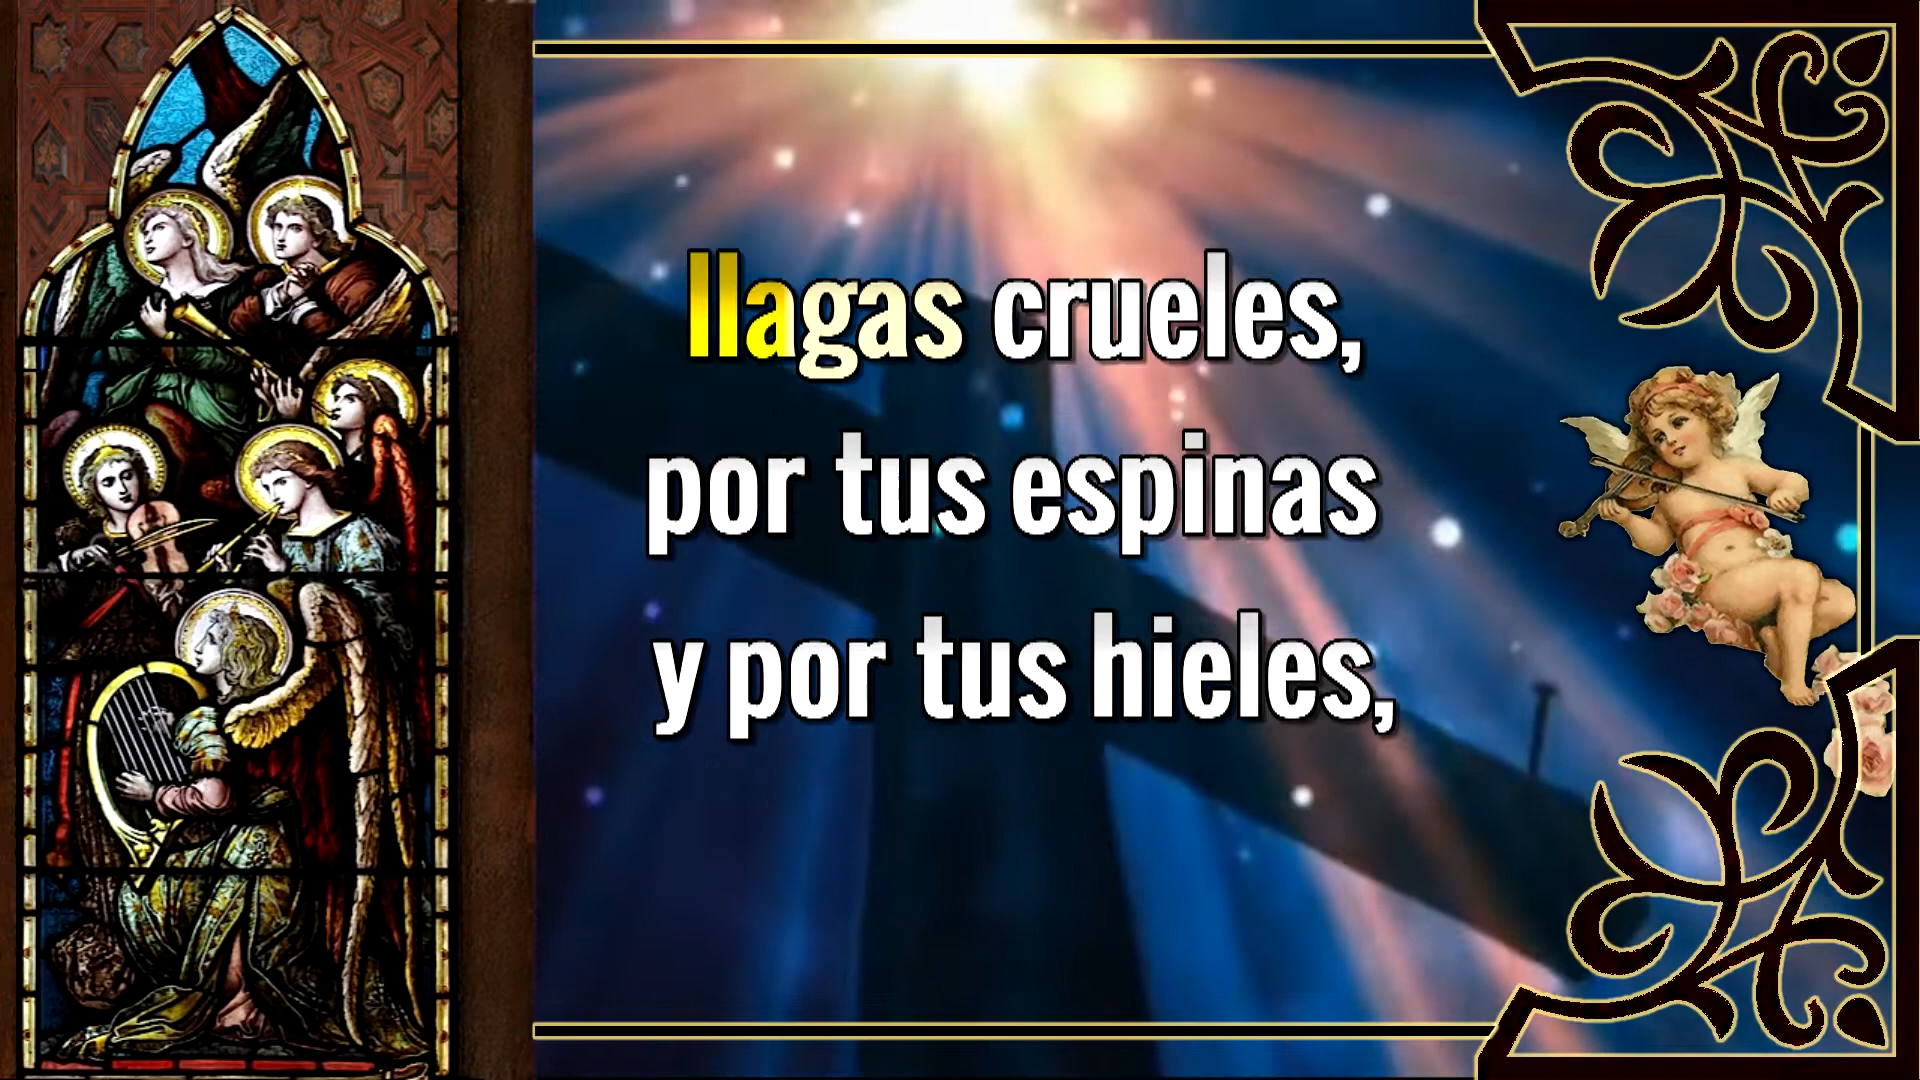 llagas crueles,
por tus espinas
y por tus hieles,